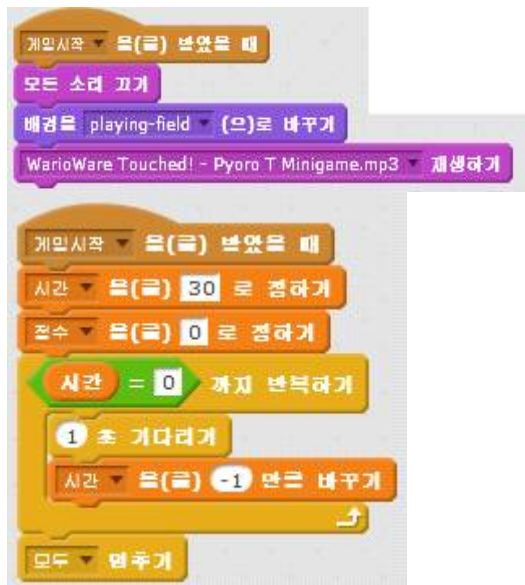 게임시작 을(를) 받았을 때
모든 소리 끄기
배경을 playing-field (으)로 바꾸기
WarioWare Touched! - Pyoro T Minigame.mp3 재생하기
게임시작 을(를) 받았을 때
시간 을(를) 30 로 정하기
점수 을(를) 0 로 정하기
시간 = 0 까지 반복하기
1 초 기다리기
시간 을(를) -1 만큼 바꾸기
모두 멈추기